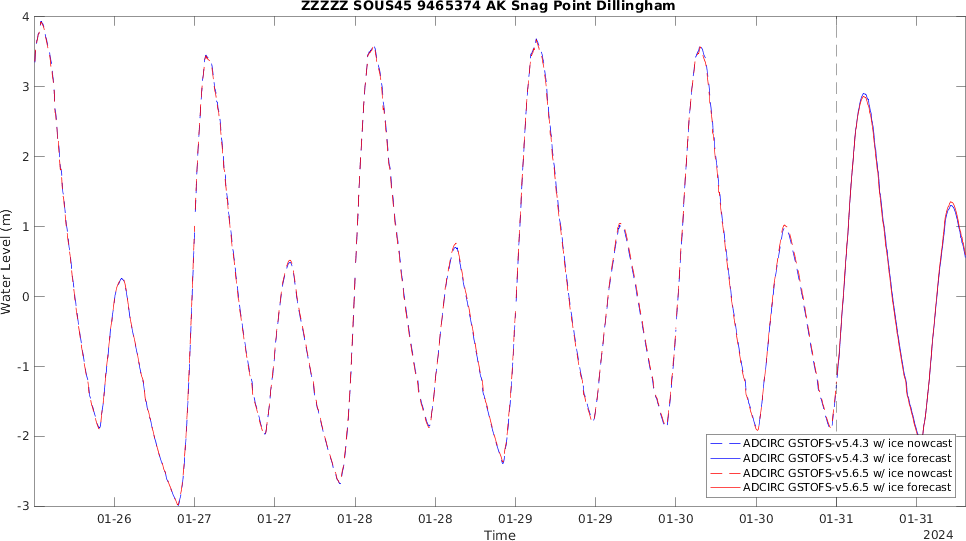 ZZZZZ SOUS45 9465374 AK Snag Point Dillingham
4
3
2
1
0
-1
-2
-3
Water Level (m)
ADCIRC GSTOFS-v5.4.3 w/ ice nowcast
ADCIRC GSTOFS-v5.4.3 w/ ice forecast
ADCIRC GSTOFS-v5.6.5 w/ ice nowcast
ADCIRC GSTOFS-v5.6.5 w/ ice forecast
01-26 01-27 01-27 01-28 01-28 01-29 01-29 01-30 01-30 01-31 01-31
Time
2024